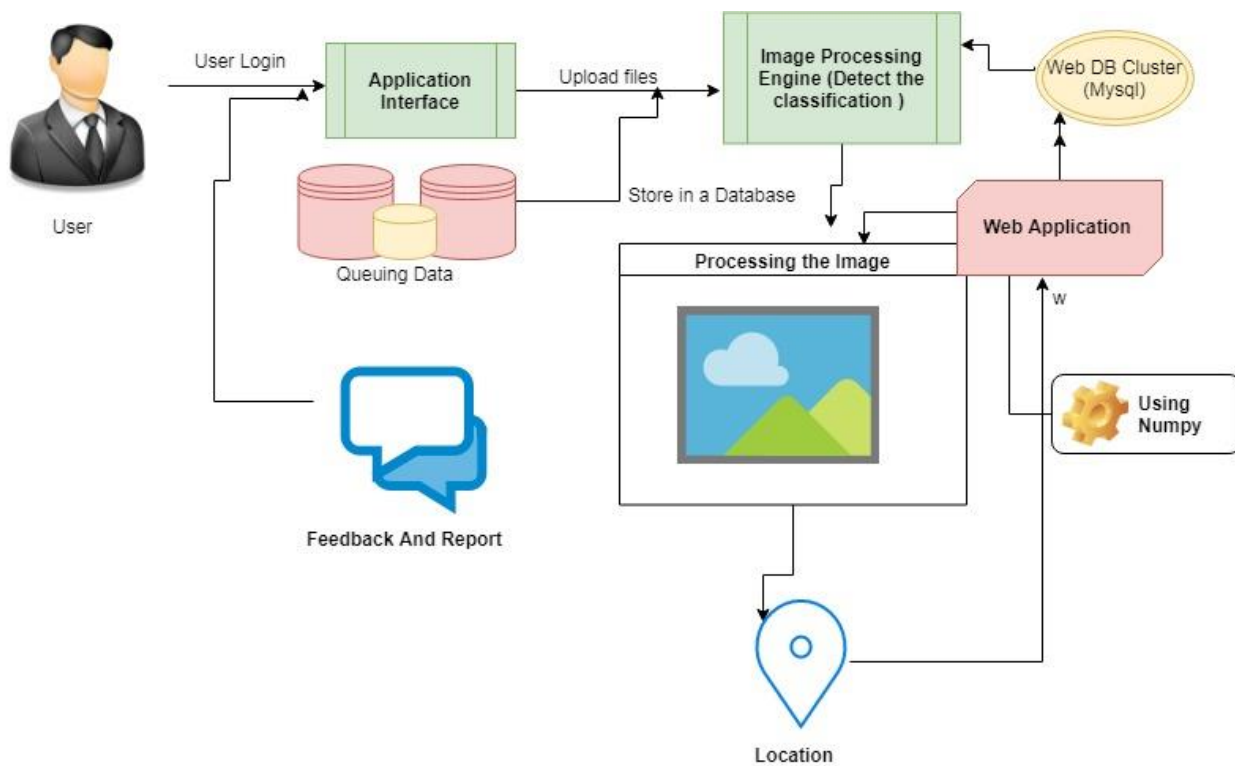 User Login
Application
Interface
Upload files
Image Processing
Engine (Detect the
classification )
Web DB Cluster
(Mysql)
User
Queuing Data
Store in a Database
Web Application
Processing the Image
w
Using
Numpy
Feedback And Report
Location